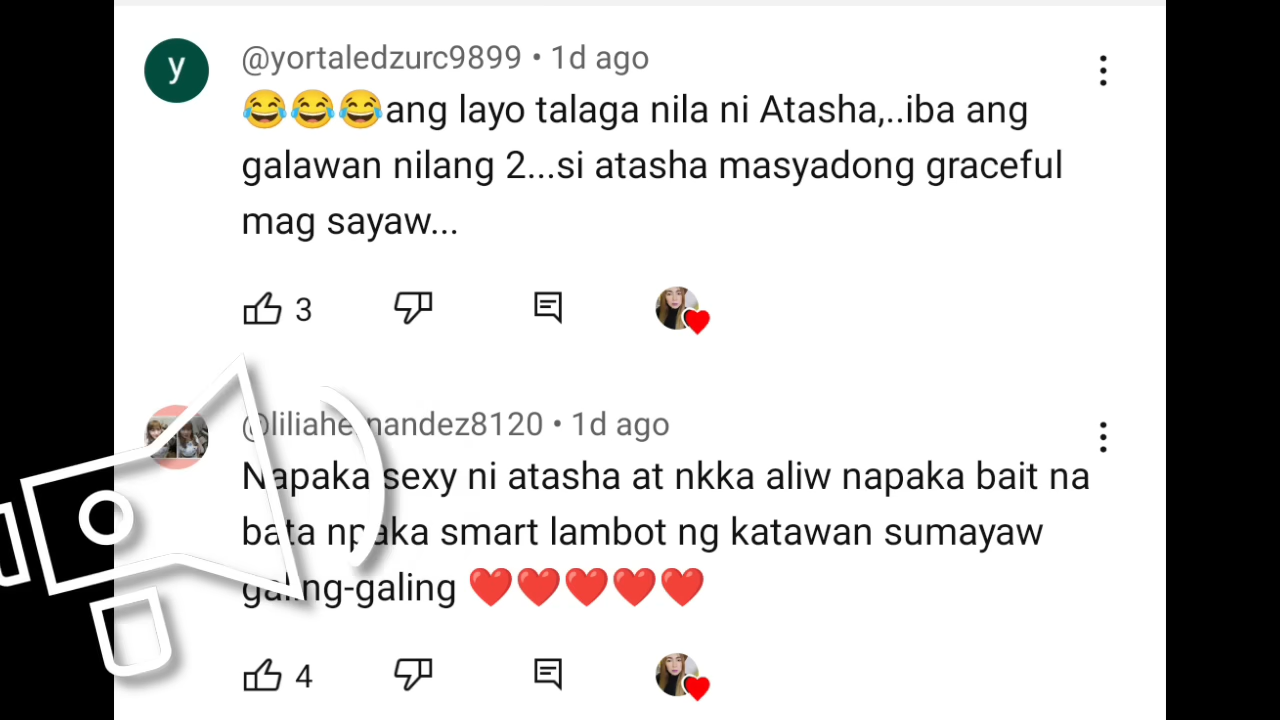 y
@yortaledzurc9899 • 1d ago
😂😂😂ang layo talaga nila ni Atasha,..iba ang
galawan nilang 2...si atasha masyadong graceful
mag sayaw...
3
@liliahernandez8120 • 1d ago
Napaka sexy ni atasha at nkka aliw napaka bait na
bata npaka smart lambot ng katawan sumayaw
galing-galing ❤️❤️❤️❤️❤️
4